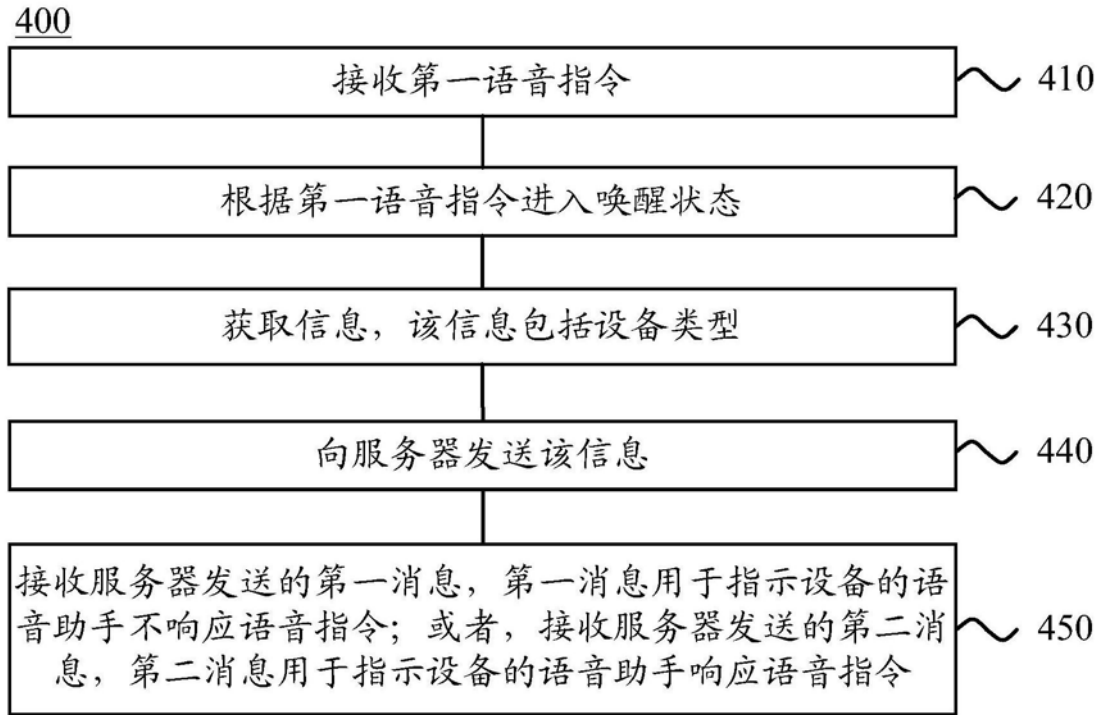 400
接收第一语音指令
410
根据第一语音指令进入唤醒状态
420
获取信息，该信息包括设备类型
430
向服务器发送该信息
440
接收服务器发送的第一消息，第一消息用于指示设备的语
音助手不响应语音指令；或者，接收服务器发送的第二消
息，第二消息用于指示设备的语音助手响应语音指令
450